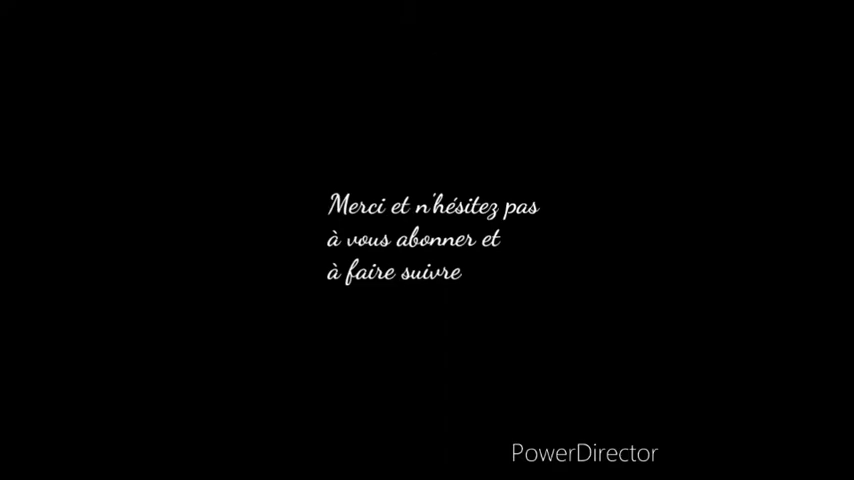 Merci et n'hésitez pas
à vous abonner et
à faire suivre
PowerDirector